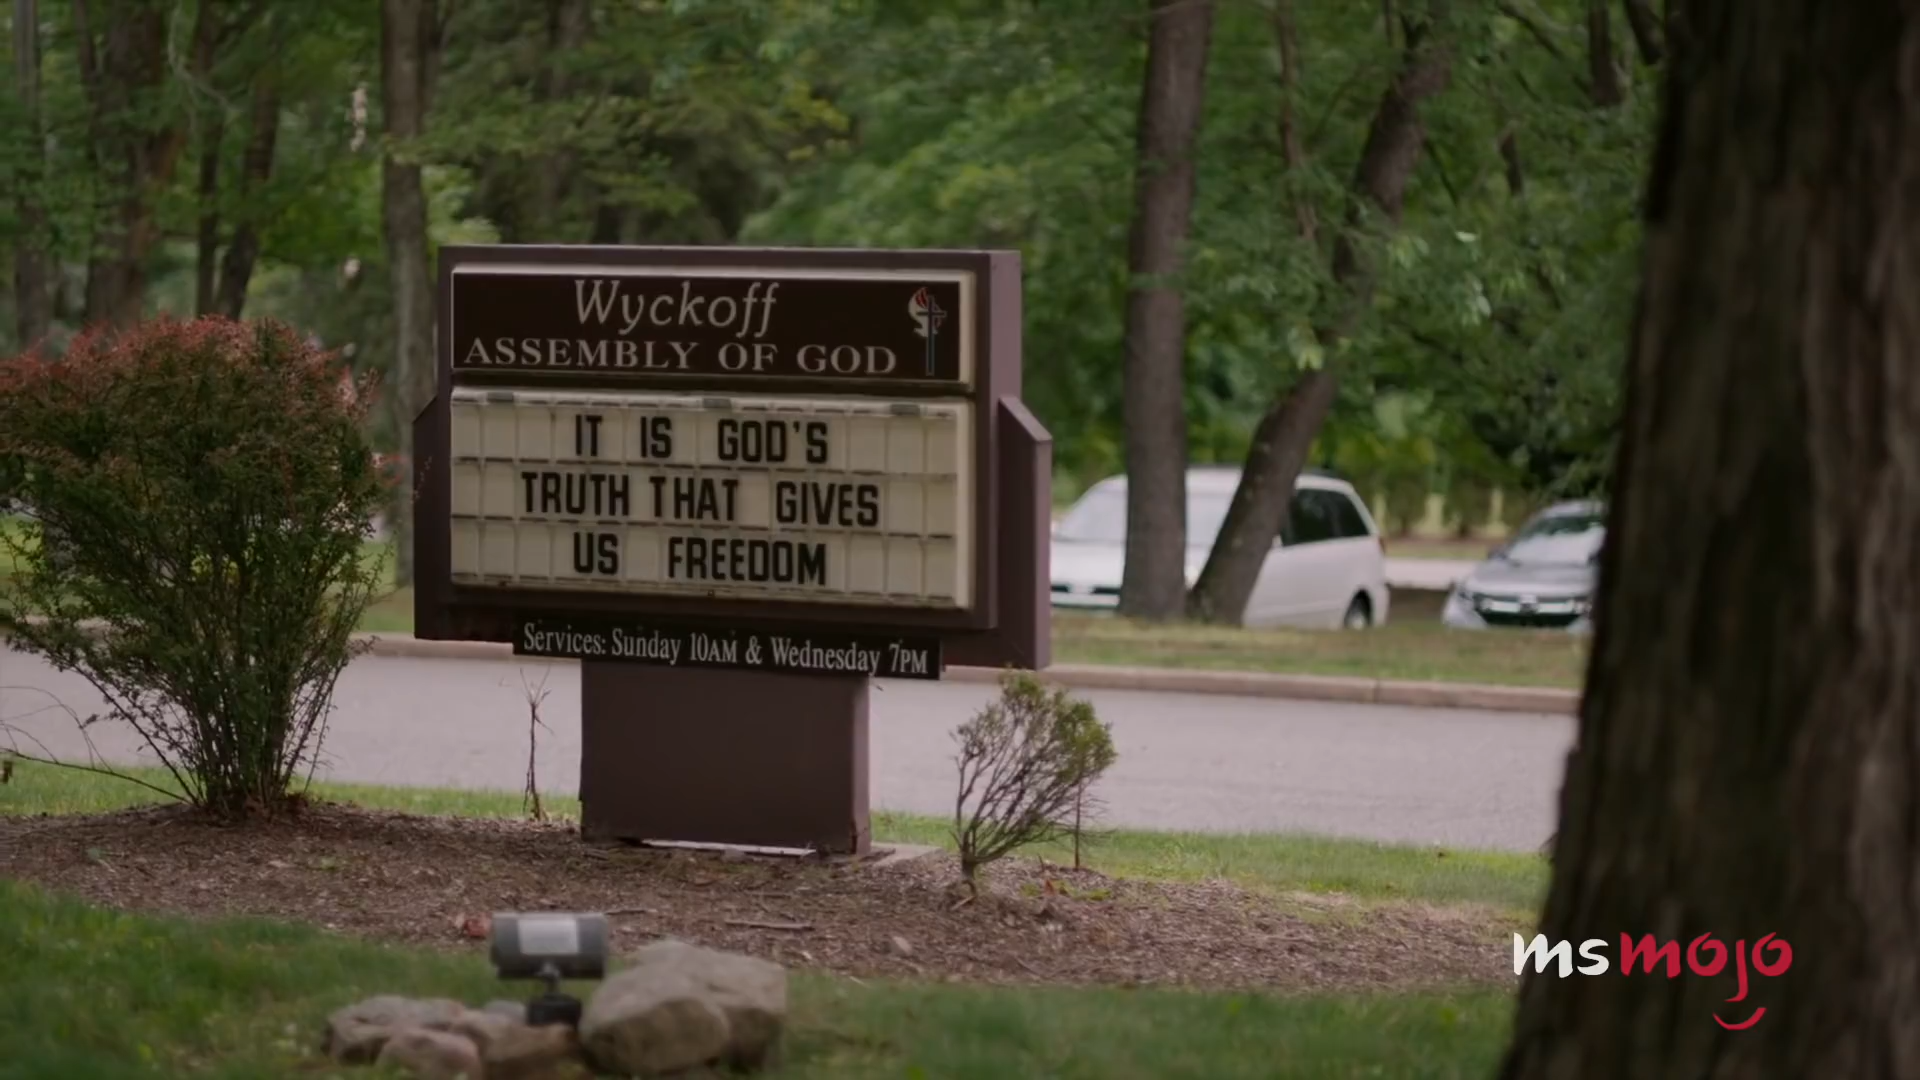 Wyckoff
ASSEMBLY OF GOD
IT IS GOD'S
TRUTH THAT GIVES
US FREEDOM
Services: Sunday 10AM & Wednesday 7PM
msmojo